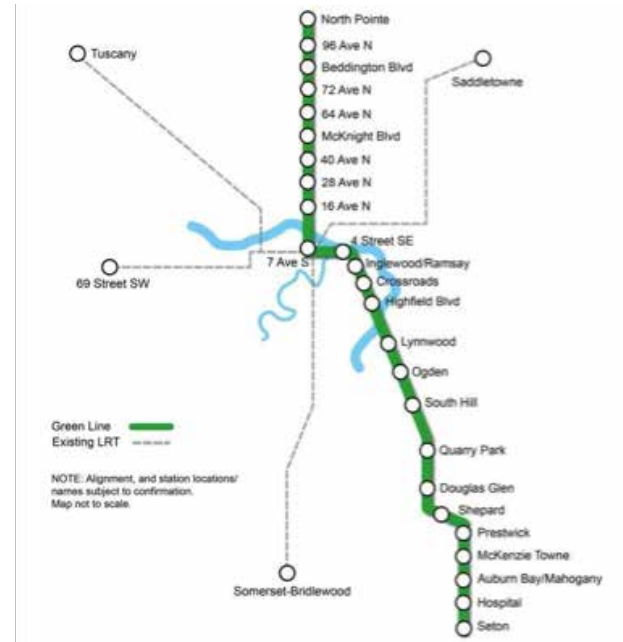 North Pointe
96 Ave N
Tuscany
Beddington Blvd
Saddletowne
72 Ave N
64 Ave N
McKnight Blvd
40 Ave N
28 Ave N
16 Ave N
4 Street SE
7 Ave S
Inglewood/Ramsay
69 Street SW
Crossroads
Highfield Blvd
Lynnwood
Ogden
South Hill
Green Line
Existing LRT
Quarry Park
NOTE: Alignment, and station locations/
names subject to confirmation.
Map not to scale.
Douglas Glen
Shepard
Prestwick
McKenzie Towne
Auburn Bay/Mahogany
Somerset-Bridlewood
Hospital
Seton